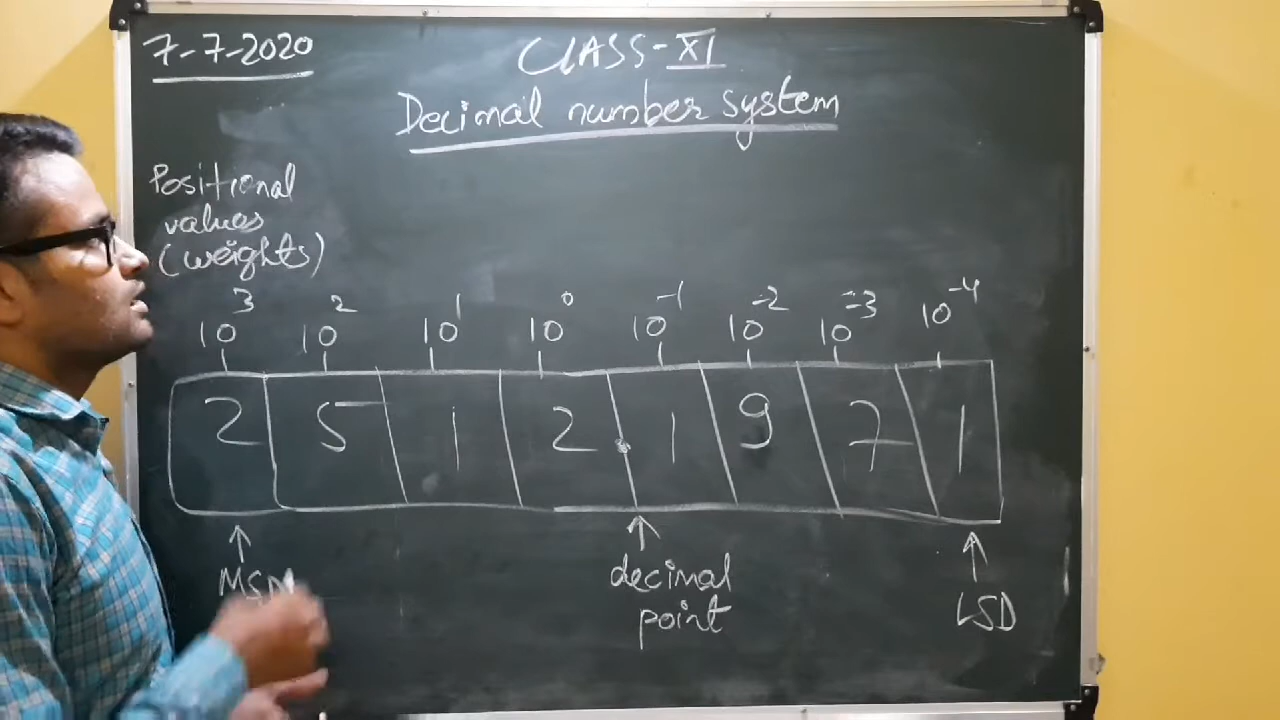 7-7-2020
CLASS-XI
Decimal number system
Positional
values
(weights)
10³ 10² 10¹ 10⁰ 10⁻¹ 10⁻² 10⁻³ 10⁻⁴
2 5 1 2 . 1 9 7 1
MSD
decimal
point
LSD